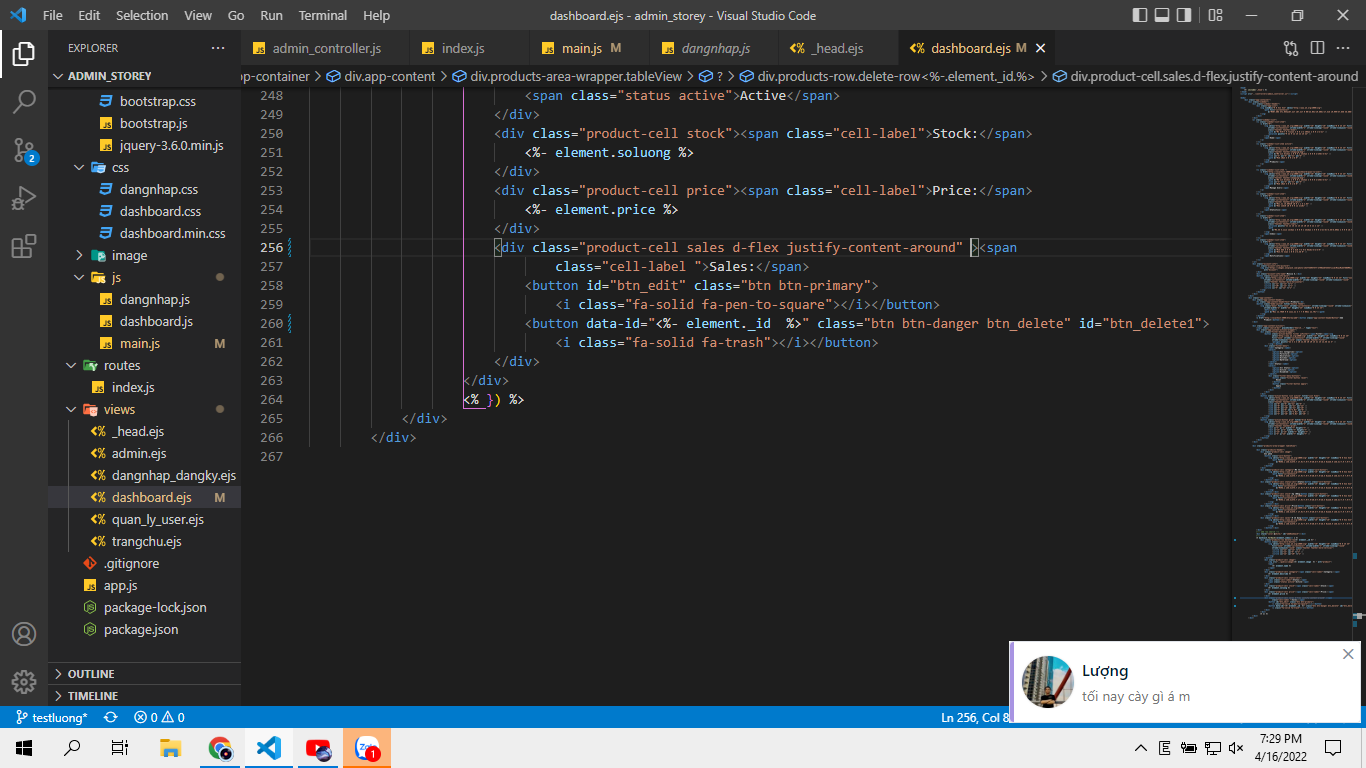 File Edit Selection View Go Run Terminal Help
dashboard.ejs - admin_storey - Visual Studio Code
EXPLORER
admin_controller.js
index.js
main.js M
dangnhap.js
_head.ejs
dashboard.ejs M
ADMIN_STOREY
pp-container > div.app-content > div.products-area-wrapper.tableView > ? > div.products-row.delete-row<%-.element._id.%> > div.product-cell.sales.d-flex.justify-content-around
bootstrap.css
bootstrap.js
jquery-3.6.0.min.js
css
dangnhap.css
dashboard.css
dashboard.min.css
image
js
dangnhap.js
dashboard.js
main.js M
routes
index.js
views
_head.ejs
admin.ejs
dangnhap_dangky.ejs
dashboard.ejs M
quan_ly_user.ejs
trangchu.ejs
.gitignore
app.js
package-lock.json
package.json
OUTLINE
TIMELINE
2
248 <span class="status active">Active</span>
249 </div>
250 <div class="product-cell stock"><span class="cell-label">Stock:</span>
251 <%- element.soluong %>
252 </div>
253 <div class="product-cell price"><span class="cell-label">Price:</span>
254 <%- element.price %>
255 </div>
256 <div class="product-cell sales d-flex justify-content-around" ><span
257 class="cell-label ">Sales:</span>
258 <button id="btn_edit" class="btn btn-primary">
259 <i class="fa-solid fa-pen-to-square"></i></button>
260 <button data-id="<%- element._id  %>" class="btn btn-danger btn_delete" id="btn_delete1">
261 <i class="fa-solid fa-trash"></i></button>
262 </div>
263 </div>
264 <% }) %>
265 </div>
266 </div>
267
Lượng
tối nay cày gì á m
testluong* 0 0
Ln 256, Col 8
1
7:29 PM
4/16/2022